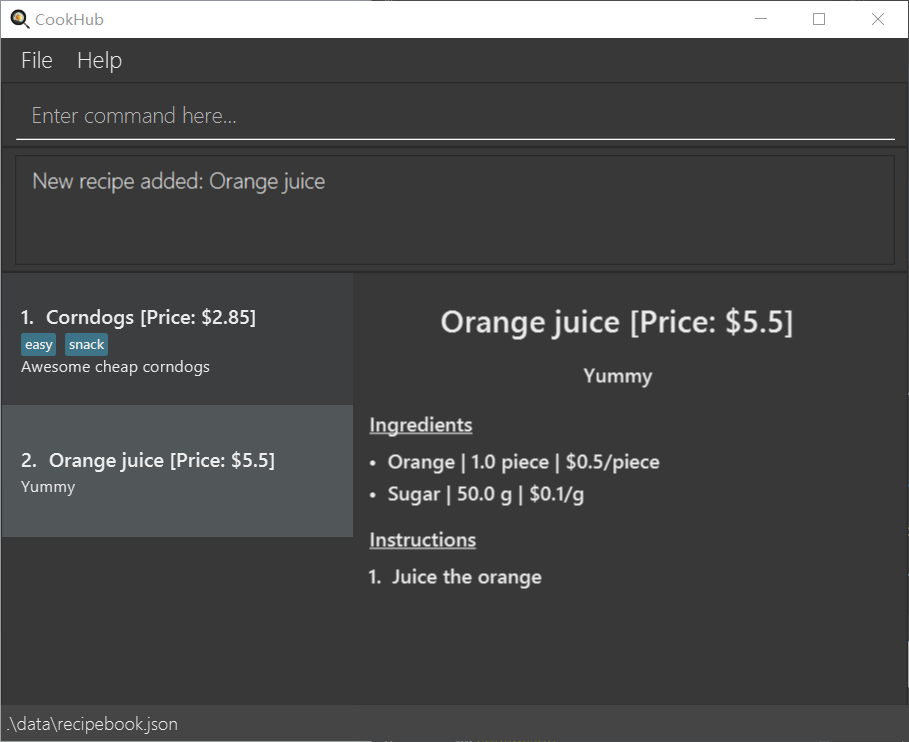 CookHub
File Help
Enter command here...
New recipe added: Orange juice
1. Corndogs [Price: $2.85]
easy snack
Awesome cheap corndogs
2. Orange juice [Price: $5.5]
Yummy
Orange juice [Price: $5.5]
Yummy
Ingredients
• Orange | 1.0 piece | $0.5/piece
• Sugar | 50.0 g | $0.1/g
Instructions
1. Juice the orange
.\data\recipebook.json